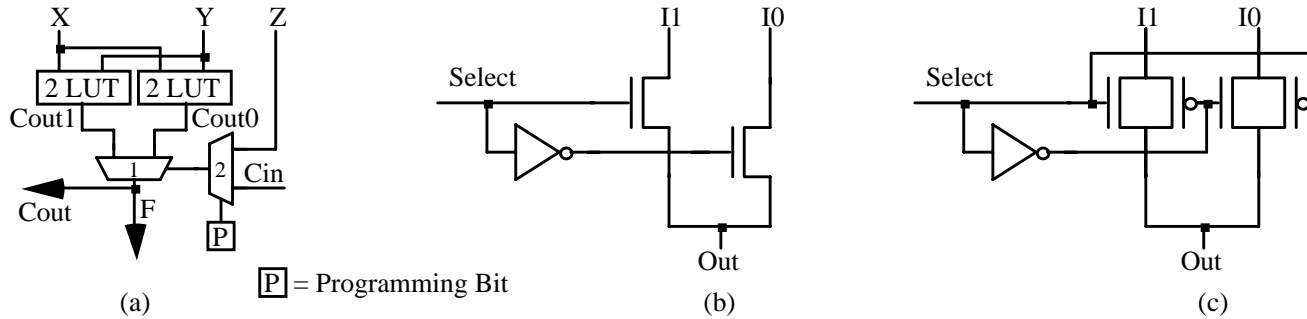 X Y Z
2 LUT 2 LUT
Cout1 Cout0
1 2
Cin
Cout
F
P
P = Programming Bit
(a)
I1 I0
Select
Out
(b)
I1 I0
Select
Out
(c)